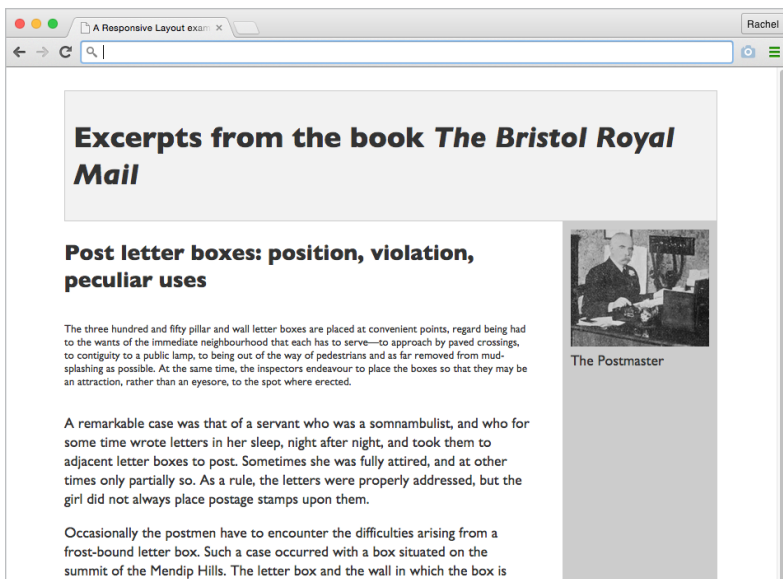 A Responsive Layout exam
Rachel
Excerpts from the book The Bristol Royal
Mail
Post letter boxes: position, violation,
peculiar uses
The three hundred and fifty pillar and wall letter boxes are placed at convenient points, regard being had
to the wants of the immediate neighbourhood that each has to serve—to approach by paved crossings,
to contiguity to a public lamp, to being out of the way of pedestrians and as far removed from mud-
splashing as possible. At the same time, the inspectors endeavour to place the boxes so that they may be
an attraction, rather than an eyesore, to the spot where erected.
A remarkable case was that of a servant who was a somnambulist, and who for
some time wrote letters in her sleep, night after night, and took them to
adjacent letter boxes to post. Sometimes she was fully attired, and at other
times only partially so. As a rule, the letters were properly addressed, but the
girl did not always place postage stamps upon them.
Occasionally the postmen have to encounter the difficulties arising from a
frost-bound letter box. Such a case occurred with a box situated on the
summit of the Mendip Hills. The letter box and the wall in which the box is
The Postmaster